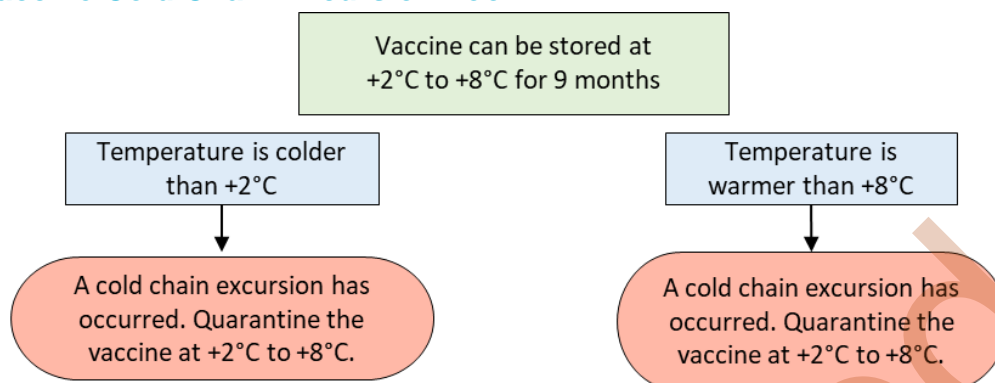 Vaccine can be stored at
+2°C to +8°C for 9 months
Temperature is colder
than +2°C
Temperature is
warmer than +8°C
A cold chain excursion has
occurred. Quarantine the
vaccine at +2°C to +8°C.
A cold chain excursion has
occurred. Quarantine the
vaccine at +2°C to +8°C.